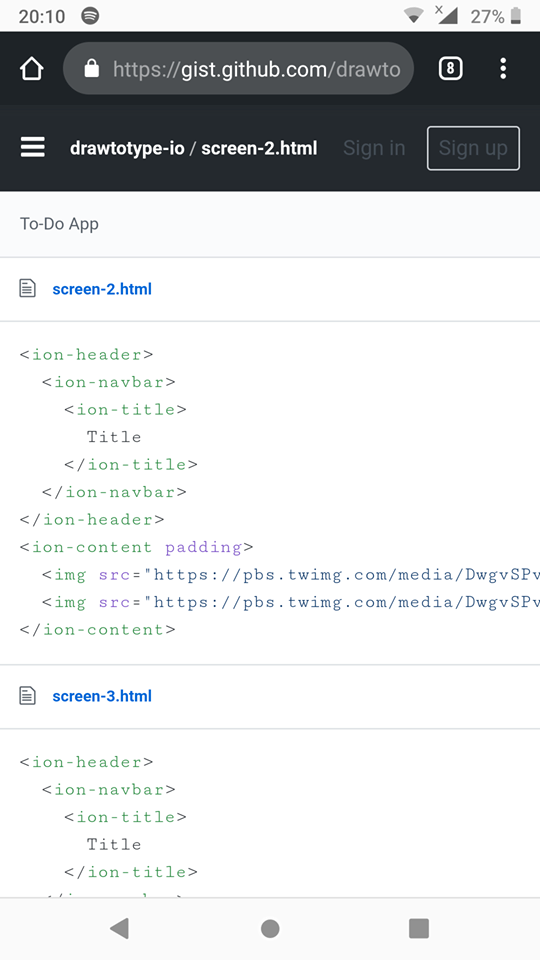 20:10
27%
https://gist.github.com/drawto
8
drawtotype-io / screen-2.html
Sign in
Sign up
To-Do App
screen-2.html
<ion-header>
<ion-navbar>
<ion-title>
Title
</ion-title>
</ion-navbar>
</ion-header>
<ion-content padding>
<img src="https://pbs.twimg.com/media/DwgvSPv
<img src="https://pbs.twimg.com/media/DwgvSPv
</ion-content>
screen-3.html
<ion-header>
<ion-navbar>
<ion-title>
Title
</ion-title>